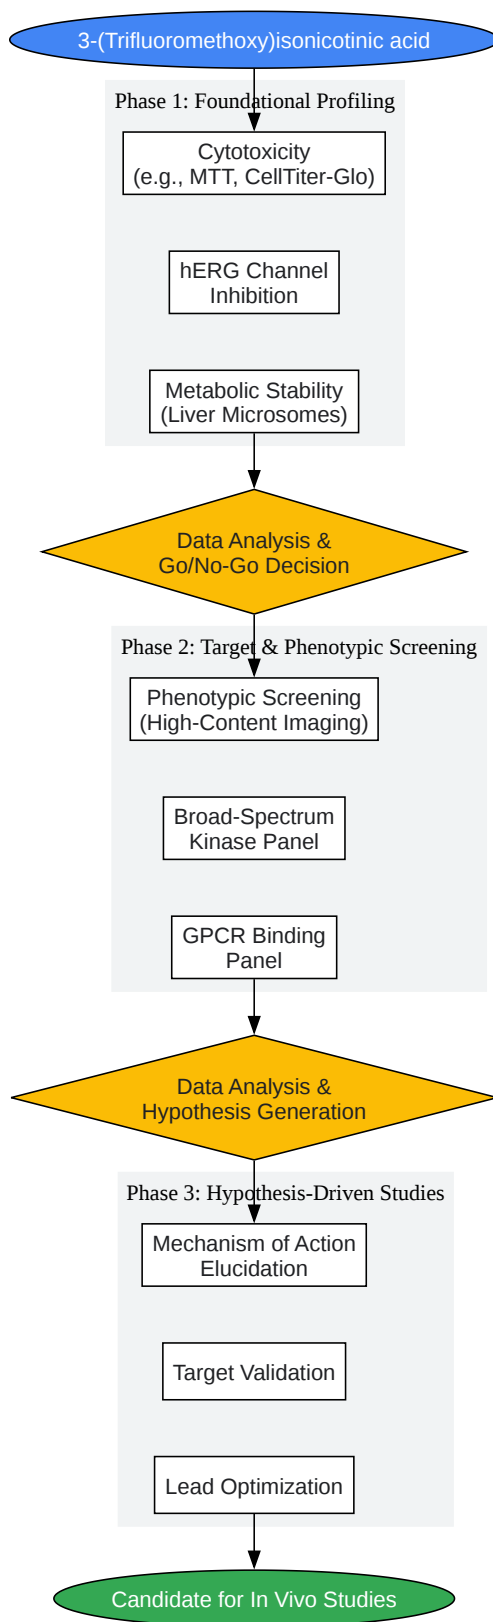 3-(Trifluoromethoxy)isonicotinic acid
Phase 1: Foundational Profiling
Cytotoxicity
(e.g., MTT, CellTiter-Glo)
hERG Channel
Inhibition
Metabolic Stability
(Liver Microsomes)
Data Analysis &
Go/No-Go Decision
Phase 2: Target & Phenotypic Screening
Phenotypic Screening
(High-Content Imaging)
Broad-Spectrum
Kinase Panel
GPCR Binding
Panel
Data Analysis &
Hypothesis Generation
Phase 3: Hypothesis-Driven Studies
Mechanism of Action
Elucidation
Target Validation
Lead Optimization
Candidate for In Vivo Studies